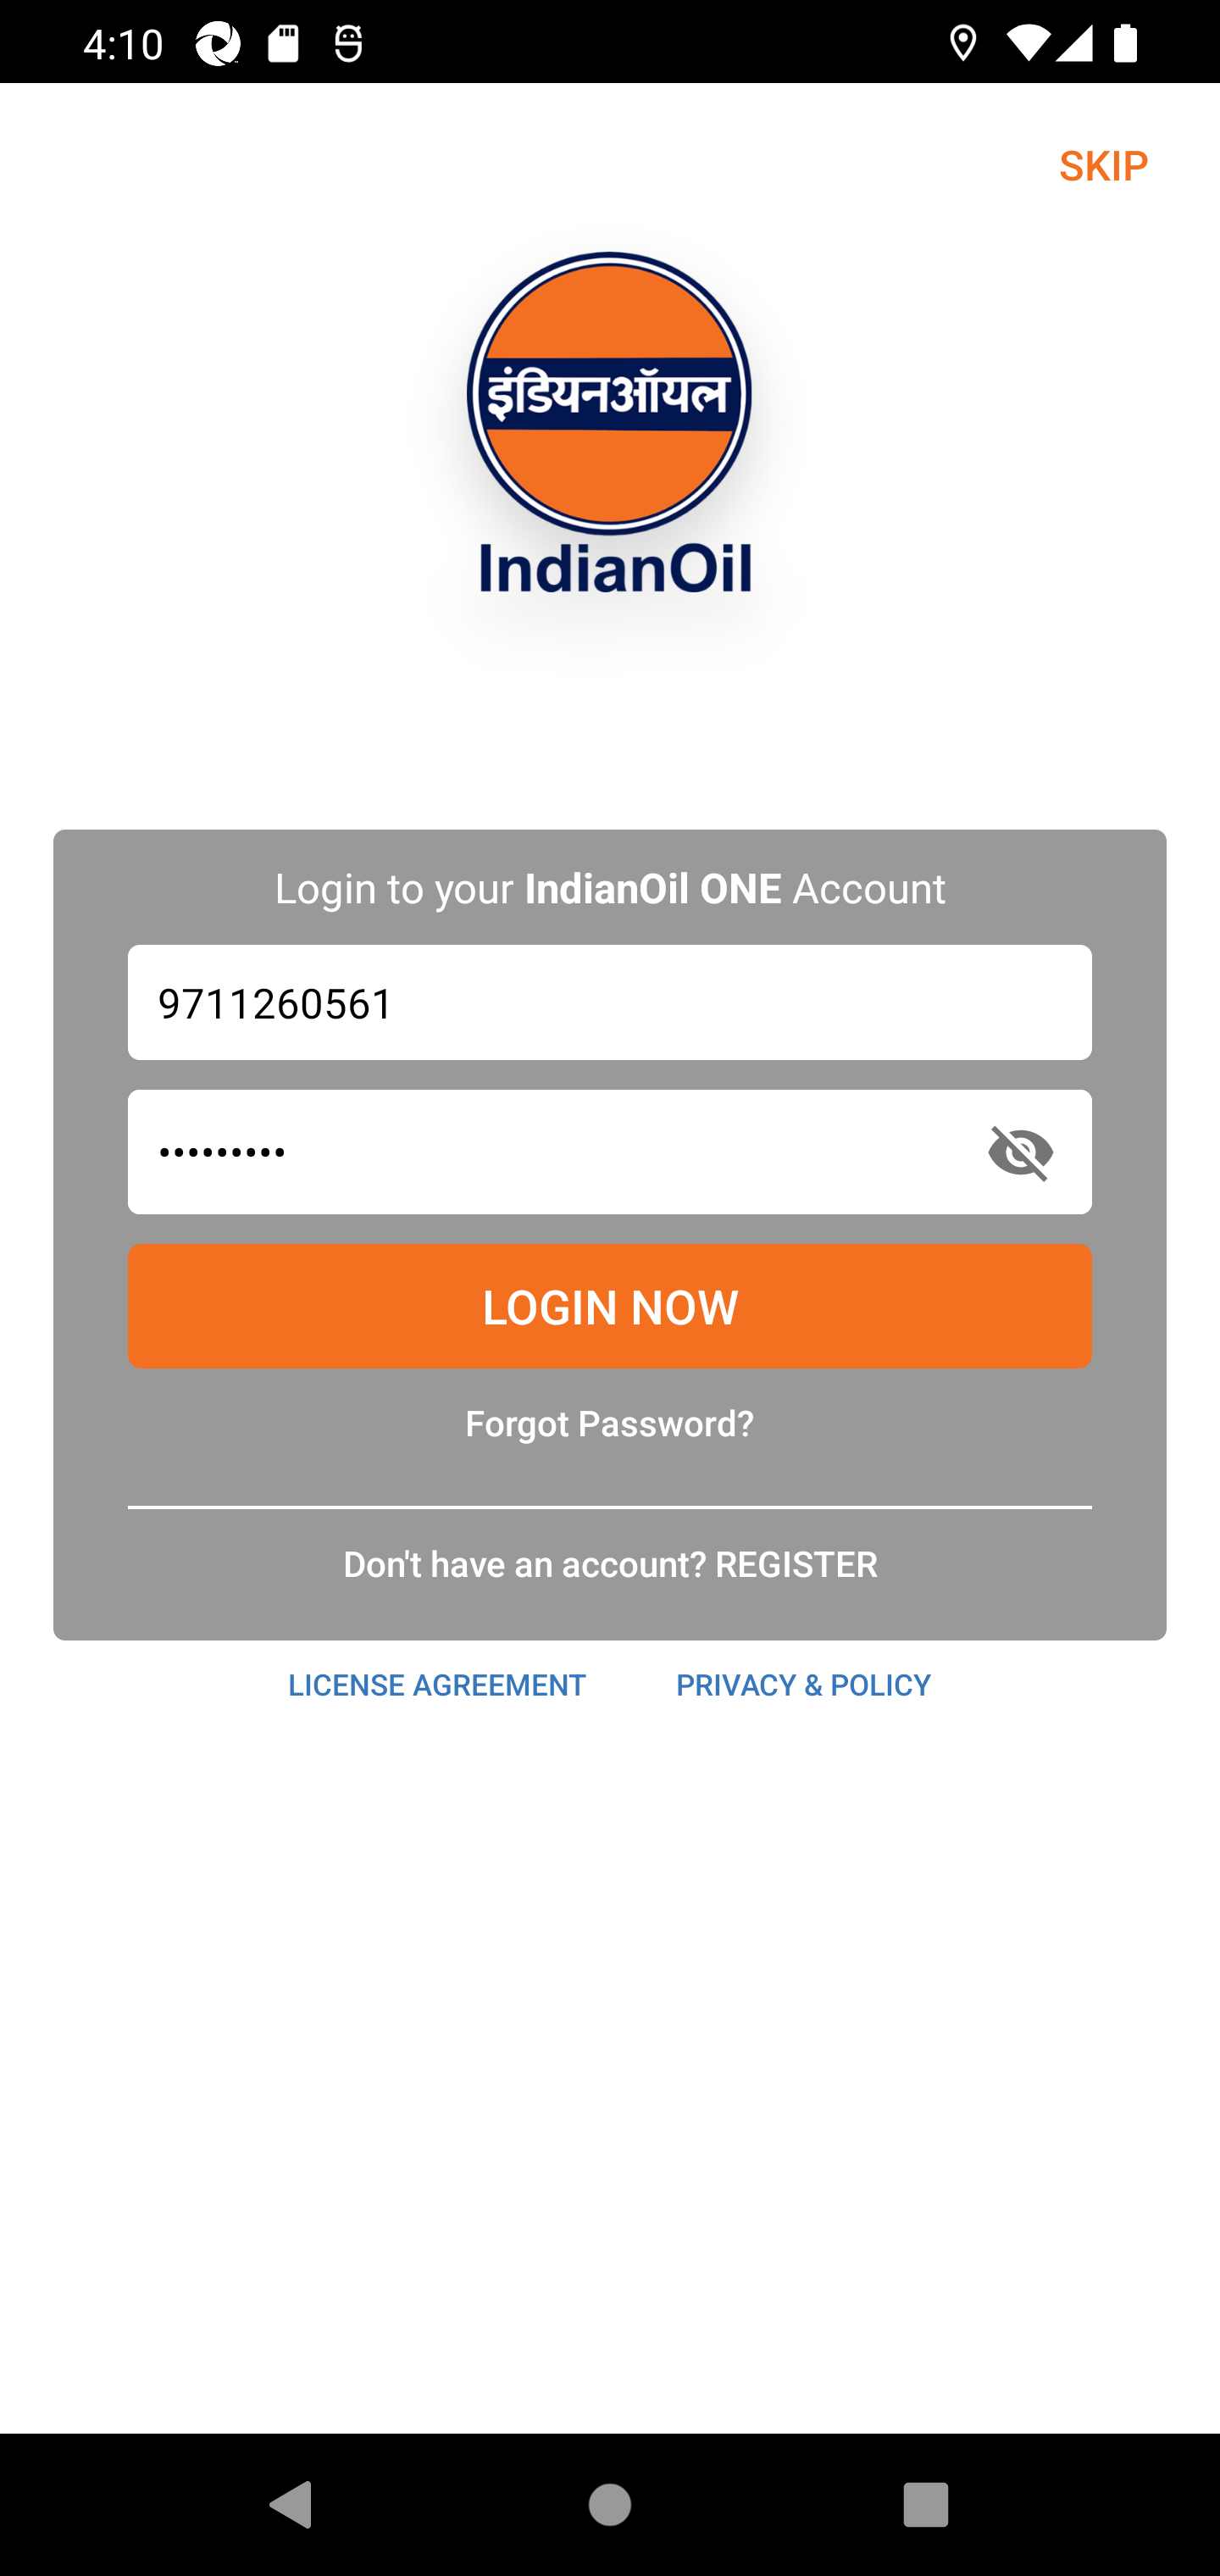 4:10
SKIP
इंडियनऑयल
IndianOil
Login to your IndianOil ONE Account
9711260561
•••••••••
LOGIN NOW
Forgot Password?
Don't have an account? REGISTER
LICENSE AGREEMENT PRIVACY & POLICY